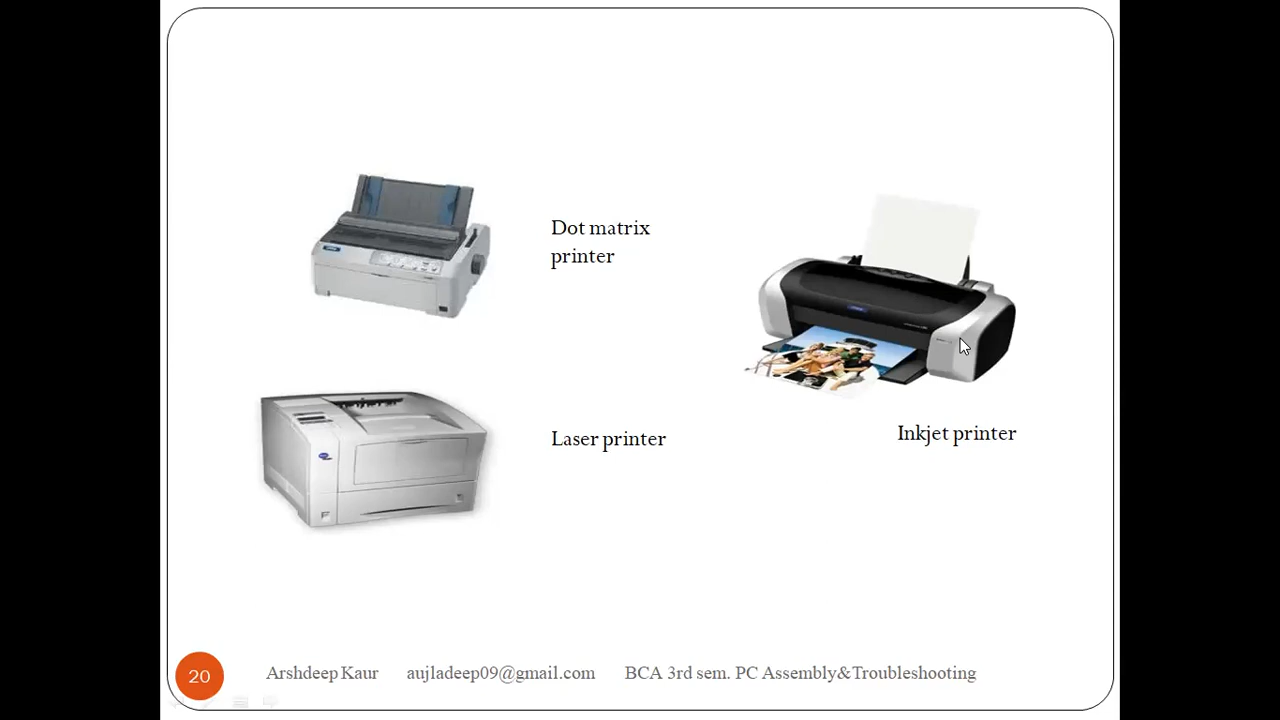 Dot matrix
printer
Laser printer
Inkjet printer
20
Arshdeep Kaur aujladeep09@gmail.com BCA 3rd sem. PC Assembly&Troubleshooting